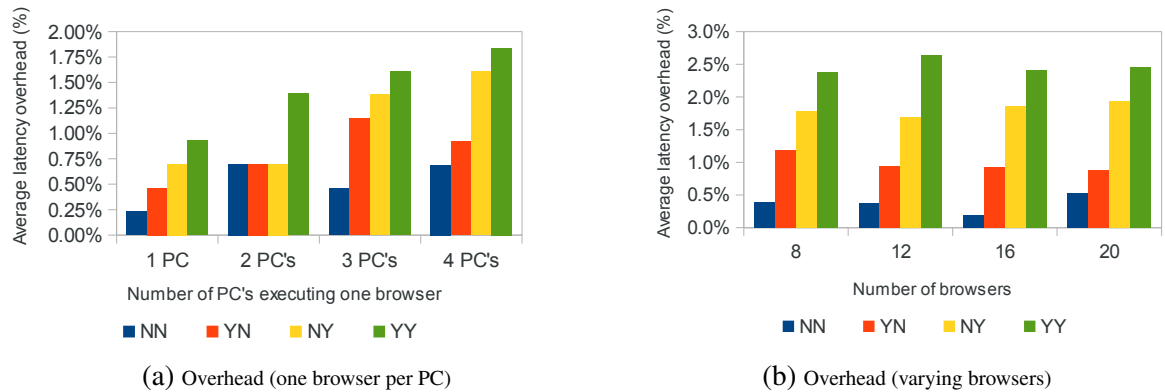 Average latency overhead (%)
2.00%
1.75%
1.50%
1.25%
1.00%
0.75%
0.50%
0.25%
0.00%
1 PC 2 PC's 3 PC's 4 PC's
Number of PC's executing one browser
NN YN NY YY
(a) Overhead (one browser per PC)
Average latency overhead (%)
3.0%
2.5%
2.0%
1.5%
1.0%
0.5%
0.0%
8 12 16 20
Number of browsers
NN YN NY YY
(b) Overhead (varying browsers)